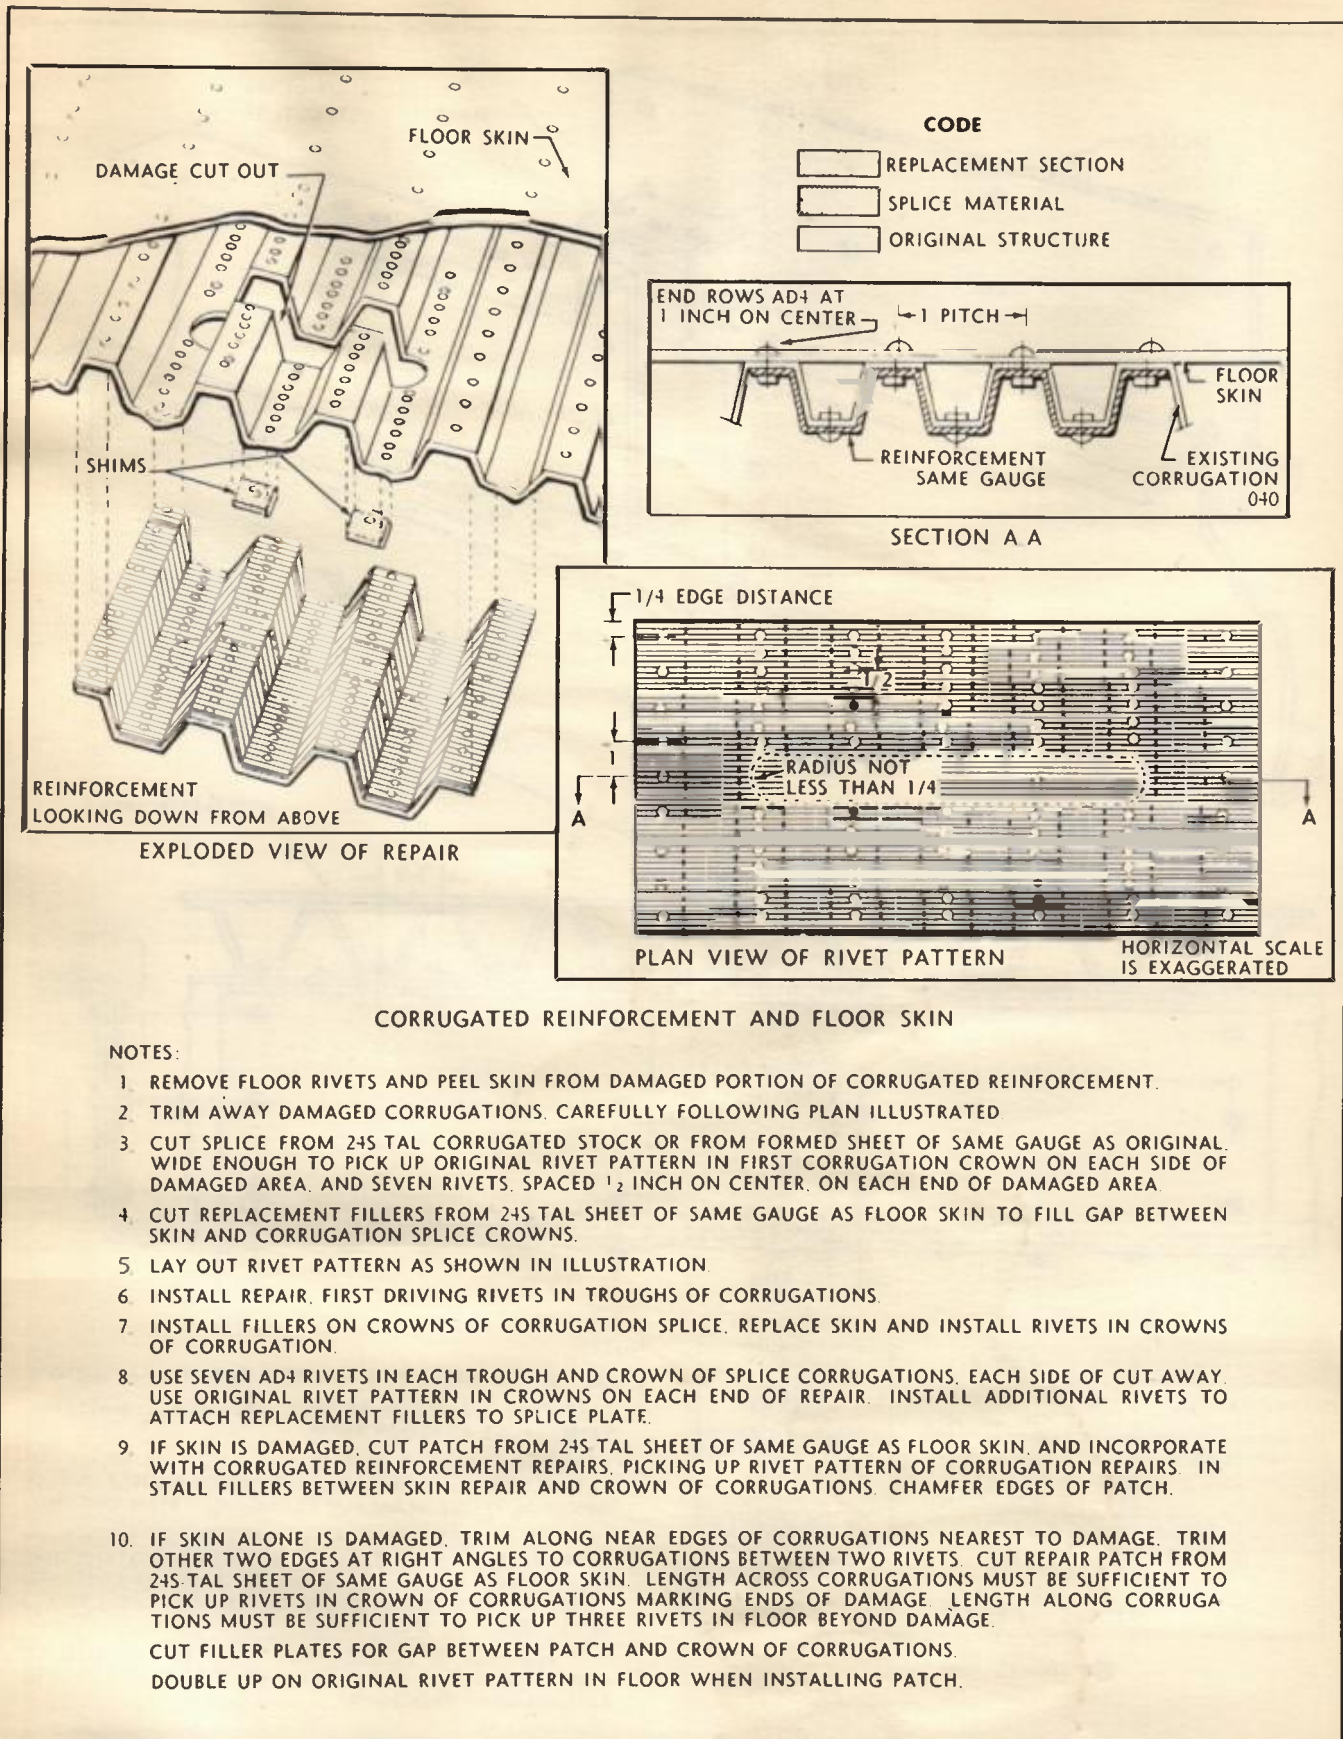 FLOOR SKIN
DAMAGE CUT OUT
SHIMS
REINFORCEMENT
LOOKING DOWN FROM ABOVE
EXPLODED VIEW OF REPAIR
CODE
REPLACEMENT SECTION
SPLICE MATERIAL
ORIGINAL STRUCTURE
END ROWS AD4 AT
1 INCH ON CENTER
1 PITCH
FLOOR
SKIN
REINFORCEMENT
SAME GAUGE
EXISTING
CORRUGATION
040
SECTION A A
1/4 EDGE DISTANCE
1/2
1
RADIUS NOT
LESS THAN 1/4
A
A
PLAN VIEW OF RIVET PATTERN
HORIZONTAL SCALE
IS EXAGGERATED
CORRUGATED REINFORCEMENT AND FLOOR SKIN
NOTES:
1 REMOVE FLOOR RIVETS AND PEEL SKIN FROM DAMAGED PORTION OF CORRUGATED REINFORCEMENT.
2 TRIM AWAY DAMAGED CORRUGATIONS. CAREFULLY FOLLOWING PLAN ILLUSTRATED
3 CUT SPLICE FROM 24S TAL CORRUGATED STOCK OR FROM FORMED SHEET OF SAME GAUGE AS ORIGINAL.
WIDE ENOUGH TO PICK UP ORIGINAL RIVET PATTERN IN FIRST CORRUGATION CROWN ON EACH SIDE OF
DAMAGED AREA. AND SEVEN RIVETS. SPACED 1/2 INCH ON CENTER. ON EACH END OF DAMAGED AREA
4 CUT REPLACEMENT FILLERS FROM 24S TAL SHEET OF SAME GAUGE AS FLOOR SKIN TO FILL GAP BETWEEN
SKIN AND CORRUGATION SPLICE CROWNS.
5 LAY OUT RIVET PATTERN AS SHOWN IN ILLUSTRATION
6 INSTALL REPAIR. FIRST DRIVING RIVETS IN TROUGHS OF CORRUGATIONS.
7 INSTALL FILLERS ON CROWNS OF CORRUGATION SPLICE. REPLACE SKIN AND INSTALL RIVETS IN CROWNS
OF CORRUGATION.
8 USE SEVEN AD4 RIVETS IN EACH TROUGH AND CROWN OF SPLICE CORRUGATIONS. EACH SIDE OF CUT AWAY.
USE ORIGINAL RIVET PATTERN IN CROWNS ON EACH END OF REPAIR. INSTALL ADDITIONAL RIVETS TO
ATTACH REPLACEMENT FILLERS TO SPLICE PLATE.
9 IF SKIN IS DAMAGED. CUT PATCH FROM 24S TAL SHEET OF SAME GAUGE AS FLOOR SKIN. AND INCORPORATE
WITH CORRUGATED REINFORCEMENT REPAIRS. PICKING UP RIVET PATTERN OF CORRUGATION REPAIRS. IN
STALL FILLERS BETWEEN SKIN REPAIR AND CROWN OF CORRUGATIONS. CHAMFER EDGES OF PATCH.
10. IF SKIN ALONE IS DAMAGED. TRIM ALONG NEAR EDGES OF CORRUGATIONS NEAREST TO DAMAGE. TRIM
OTHER TWO EDGES AT RIGHT ANGLES TO CORRUGATIONS BETWEEN TWO RIVETS. CUT REPAIR PATCH FROM
24S-TAL SHEET OF SAME GAUGE AS FLOOR SKIN. LENGTH ACROSS CORRUGATIONS MUST BE SUFFICIENT TO
PICK UP RIVETS IN CROWN OF CORRUGATIONS MARKING ENDS OF DAMAGE. LENGTH ALONG CORRUGA
TIONS MUST BE SUFFICIENT TO PICK UP THREE RIVETS IN FLOOR BEYOND DAMAGE.
CUT FILLER PLATES FOR GAP BETWEEN PATCH AND CROWN OF CORRUGATIONS.
DOUBLE UP ON ORIGINAL RIVET PATTERN IN FLOOR WHEN INSTALLING PATCH.